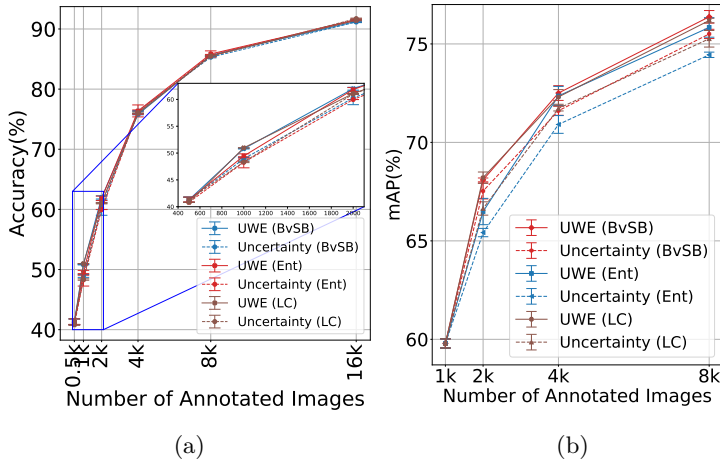 Accuracy(%)
90
80
70
60
50
40
60
55
50
45
40
400
600
800
1000
1200
1400
1600
1800
2000
UWE (BvSB)
Uncertainty (BvSB)
UWE (Ent)
Uncertainty (Ent)
UWE (LC)
Uncertainty (LC)
0.5k
1k
2k
4k
8k
16k
Number of Annotated Images
(a)
mAP(%)
75
70
65
60
UWE (BvSB)
Uncertainty (BvSB)
UWE (Ent)
Uncertainty (Ent)
UWE (LC)
Uncertainty (LC)
1k
2k
4k
8k
Number of Annotated Images
(b)